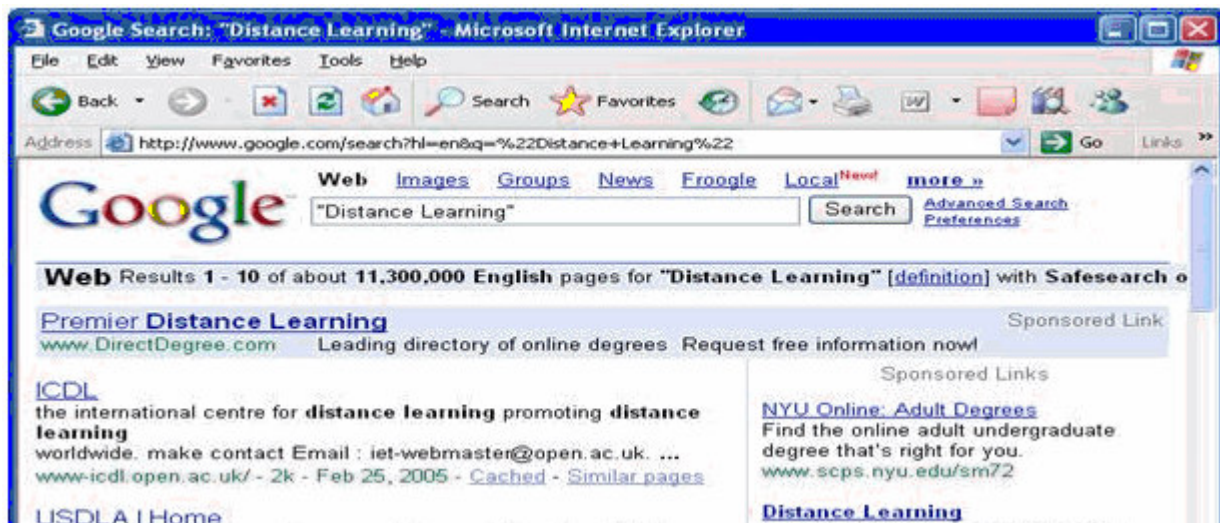 Google Search: "Distance Learning" - Microsoft Internet Explorer
File Edit View Favorites Tools Help
Back Search Favorites
Address http://www.google.com/search?hl=en&q=%22Distance+Learning%22 Go Links »
Web Images Groups News Froogle Local New! more »
Google "Distance Learning" Search Advanced Search
Preferences
Web Results 1 - 10 of about 11,300,000 English pages for "Distance Learning" [definition] with Safesearch o
Premier Distance Learning Sponsored Link
www.DirectDegree.com Leading directory of online degrees Request free information now!
ICDL
the international centre for distance learning promoting distance
learning
worldwide. make contact Email : iet-webmaster@open.ac.uk. ...
www-icdl.open.ac.uk/ - 2k - Feb 25, 2005 - Cached - Similar pages
USDLA | Home
Sponsored Links
NYU Online: Adult Degrees
Find the online adult undergraduate
degree that's right for you.
www.scps.nyu.edu/sm72
Distance Learning